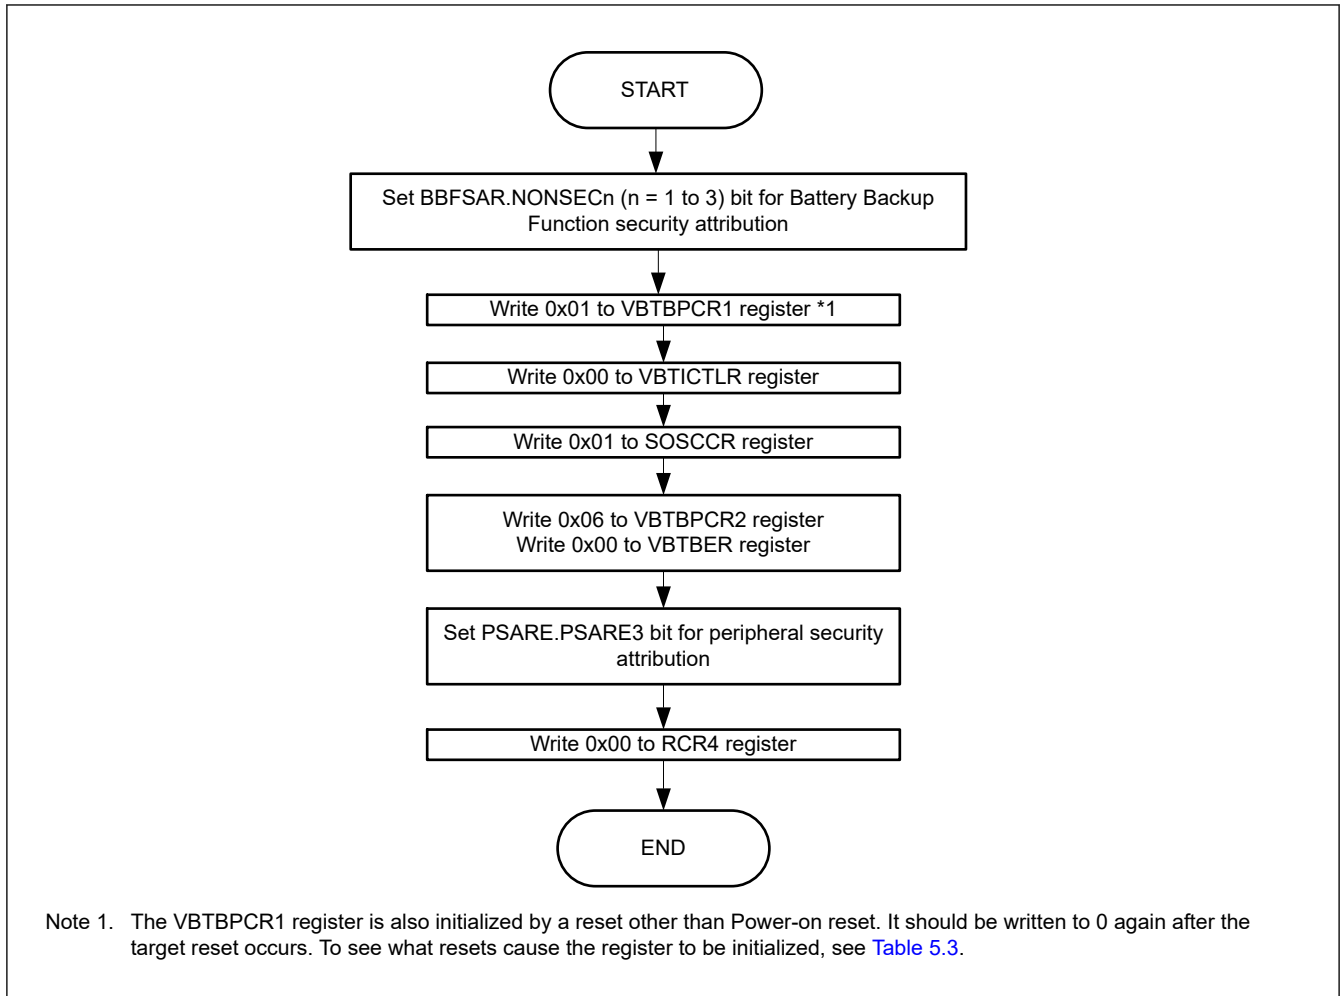 START
Set BBFSAR.NONSECn (n = 1 to 3) bit for Battery Backup
Function security attribution
Write 0x01 to VBTBPCR1 register *1
Write 0x00 to VBTICTLR register
Write 0x01 to SOSCCR register
Write 0x06 to VBTBPCR2 register
Write 0x00 to VBTBER register
Set PSARE.PSARE3 bit for peripheral security
attribution
Write 0x00 to RCR4 register
END
Note 1. The VBTBPCR1 register is also initialized by a reset other than Power-on reset. It should be written to 0 again after the
target reset occurs. To see what resets cause the register to be initialized, see Table 5.3.